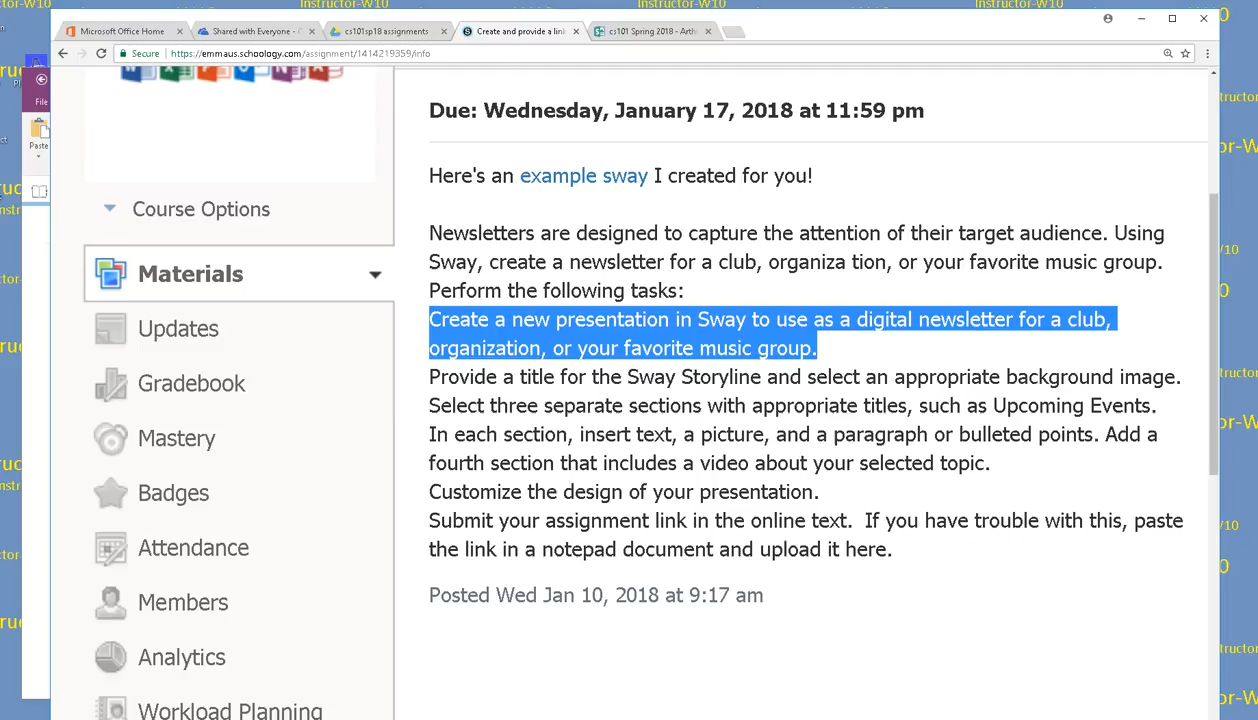 Instructor-W10
Instructor-W10
Instructor-W10
Microsoft Office Home
Shared with Everyone -
cs101sp18 assignments
Create and provide a lin
cs101 Spring 2018 - Arth
Secure
https://emmaus.schoology.com/assignment/1414219359/info
File
Paste
Course Options
Materials
Updates
Gradebook
Mastery
Badges
Attendance
Members
Analytics
Workload Planning
Due: Wednesday, January 17, 2018 at 11:59 pm
Here's an example sway I created for you!
Newsletters are designed to capture the attention of their target audience. Using
Sway, create a newsletter for a club, organiza tion, or your favorite music group.
Perform the following tasks:
Create a new presentation in Sway to use as a digital newsletter for a club,
organization, or your favorite music group.
Provide a title for the Sway Storyline and select an appropriate background image.
Select three separate sections with appropriate titles, such as Upcoming Events.
In each section, insert text, a picture, and a paragraph or bulleted points. Add a
fourth section that includes a video about your selected topic.
Customize the design of your presentation.
Submit your assignment link in the online text.  If you have trouble with this, paste
the link in a notepad document and upload it here.
Posted Wed Jan 10, 2018 at 9:17 am